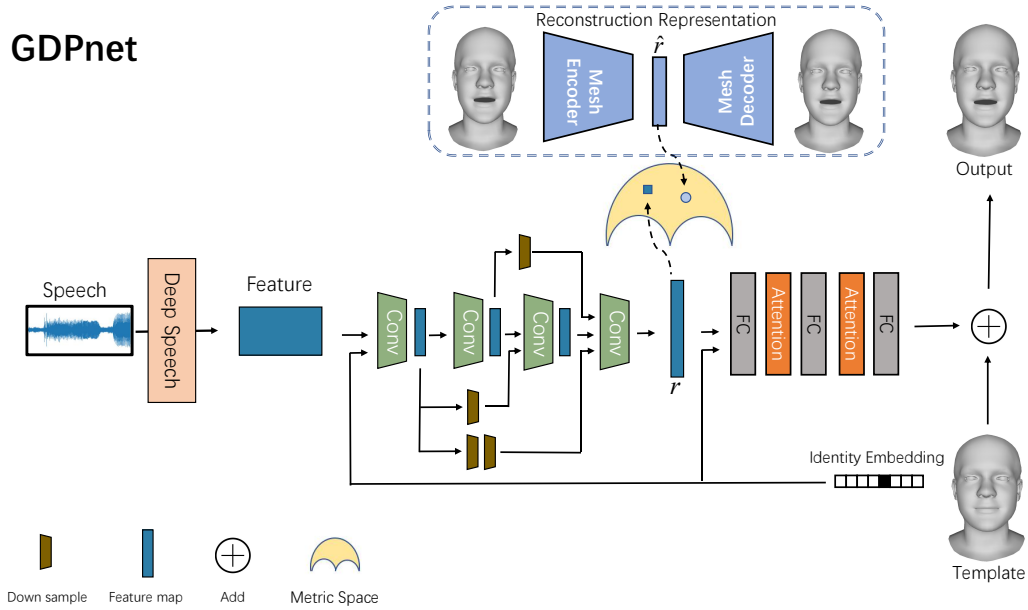 GDPnet
Reconstruction Representation
Mesh
Encoder
r̂
Mesh
Decoder
Output
Speech
Deep Speech
Feature
Conv
Conv
Conv
Conv
r
FC
Attention
FC
Attention
FC
Identity Embedding
Template
Down sample
Feature map
Add
Metric Space